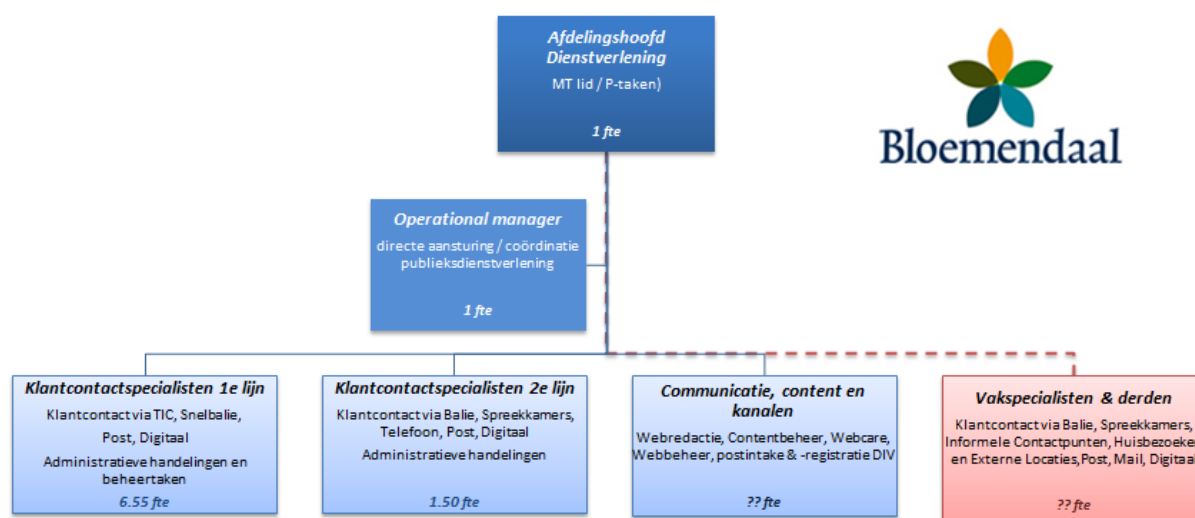 Afdelingshoofd
Dienstverlening
MT lid / P-taken)
1 fte
Bloemendaal
Operational manager
directe aansturing / coördinatie
publieksdienstverlening
1 fte
Klantcontactspecialisten 1e lijn
Klantcontact via TIC, Snelbalie,
Post, Digitaal
Administratieve handelingen en
beheertaken
6.55 fte
Klantcontactspecialisten 2e lijn
Klantcontact via Balie, Spreekkamers,
Telefoon, Post, Digitaal
Administratieve handelingen
1.50 fte
Communicatie, content en
kanalen
Webredactie, Contentbeheer, Webcare,
Webbeheer, postintake & -registratie DIV
?? fte
Vakspecialisten & derden
Klantcontact via Balie, Spreekkamers,
Informele Contactpunten, Huisbezoeke
en Externe Locaties,Post, Mail, Digitaal
?? fte